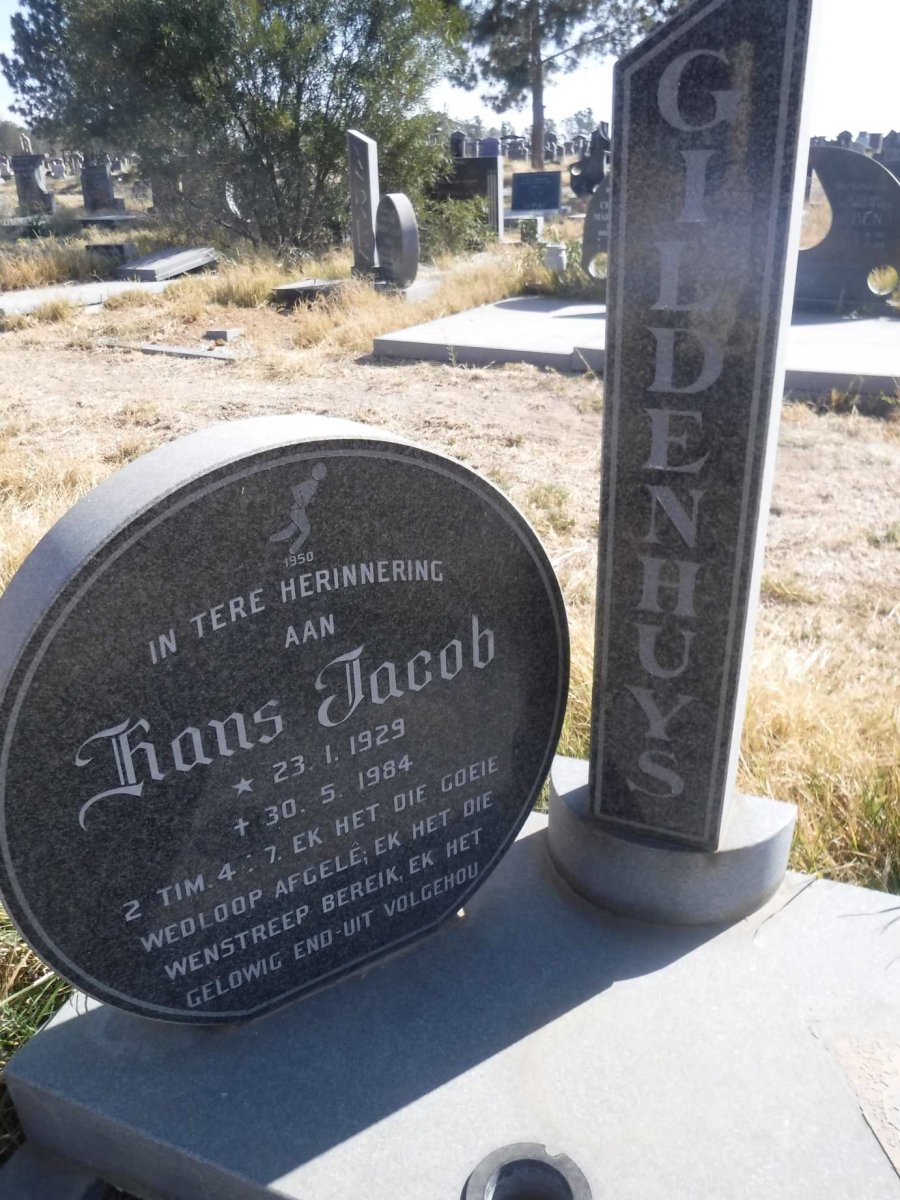 1950
IN TERE HERINNERING
AAN
Hans Jacob
★ 23. 1. 1929
✝ 30. 5. 1984
2 TIM. 4 : 7. EK HET DIE GOEIE
WEDLOOP AFGELÊ; EK HET DIE
WENSTREEP BEREIK, EK HET
GELOWIG END-UIT VOLGEHOU
GILDENHUYS